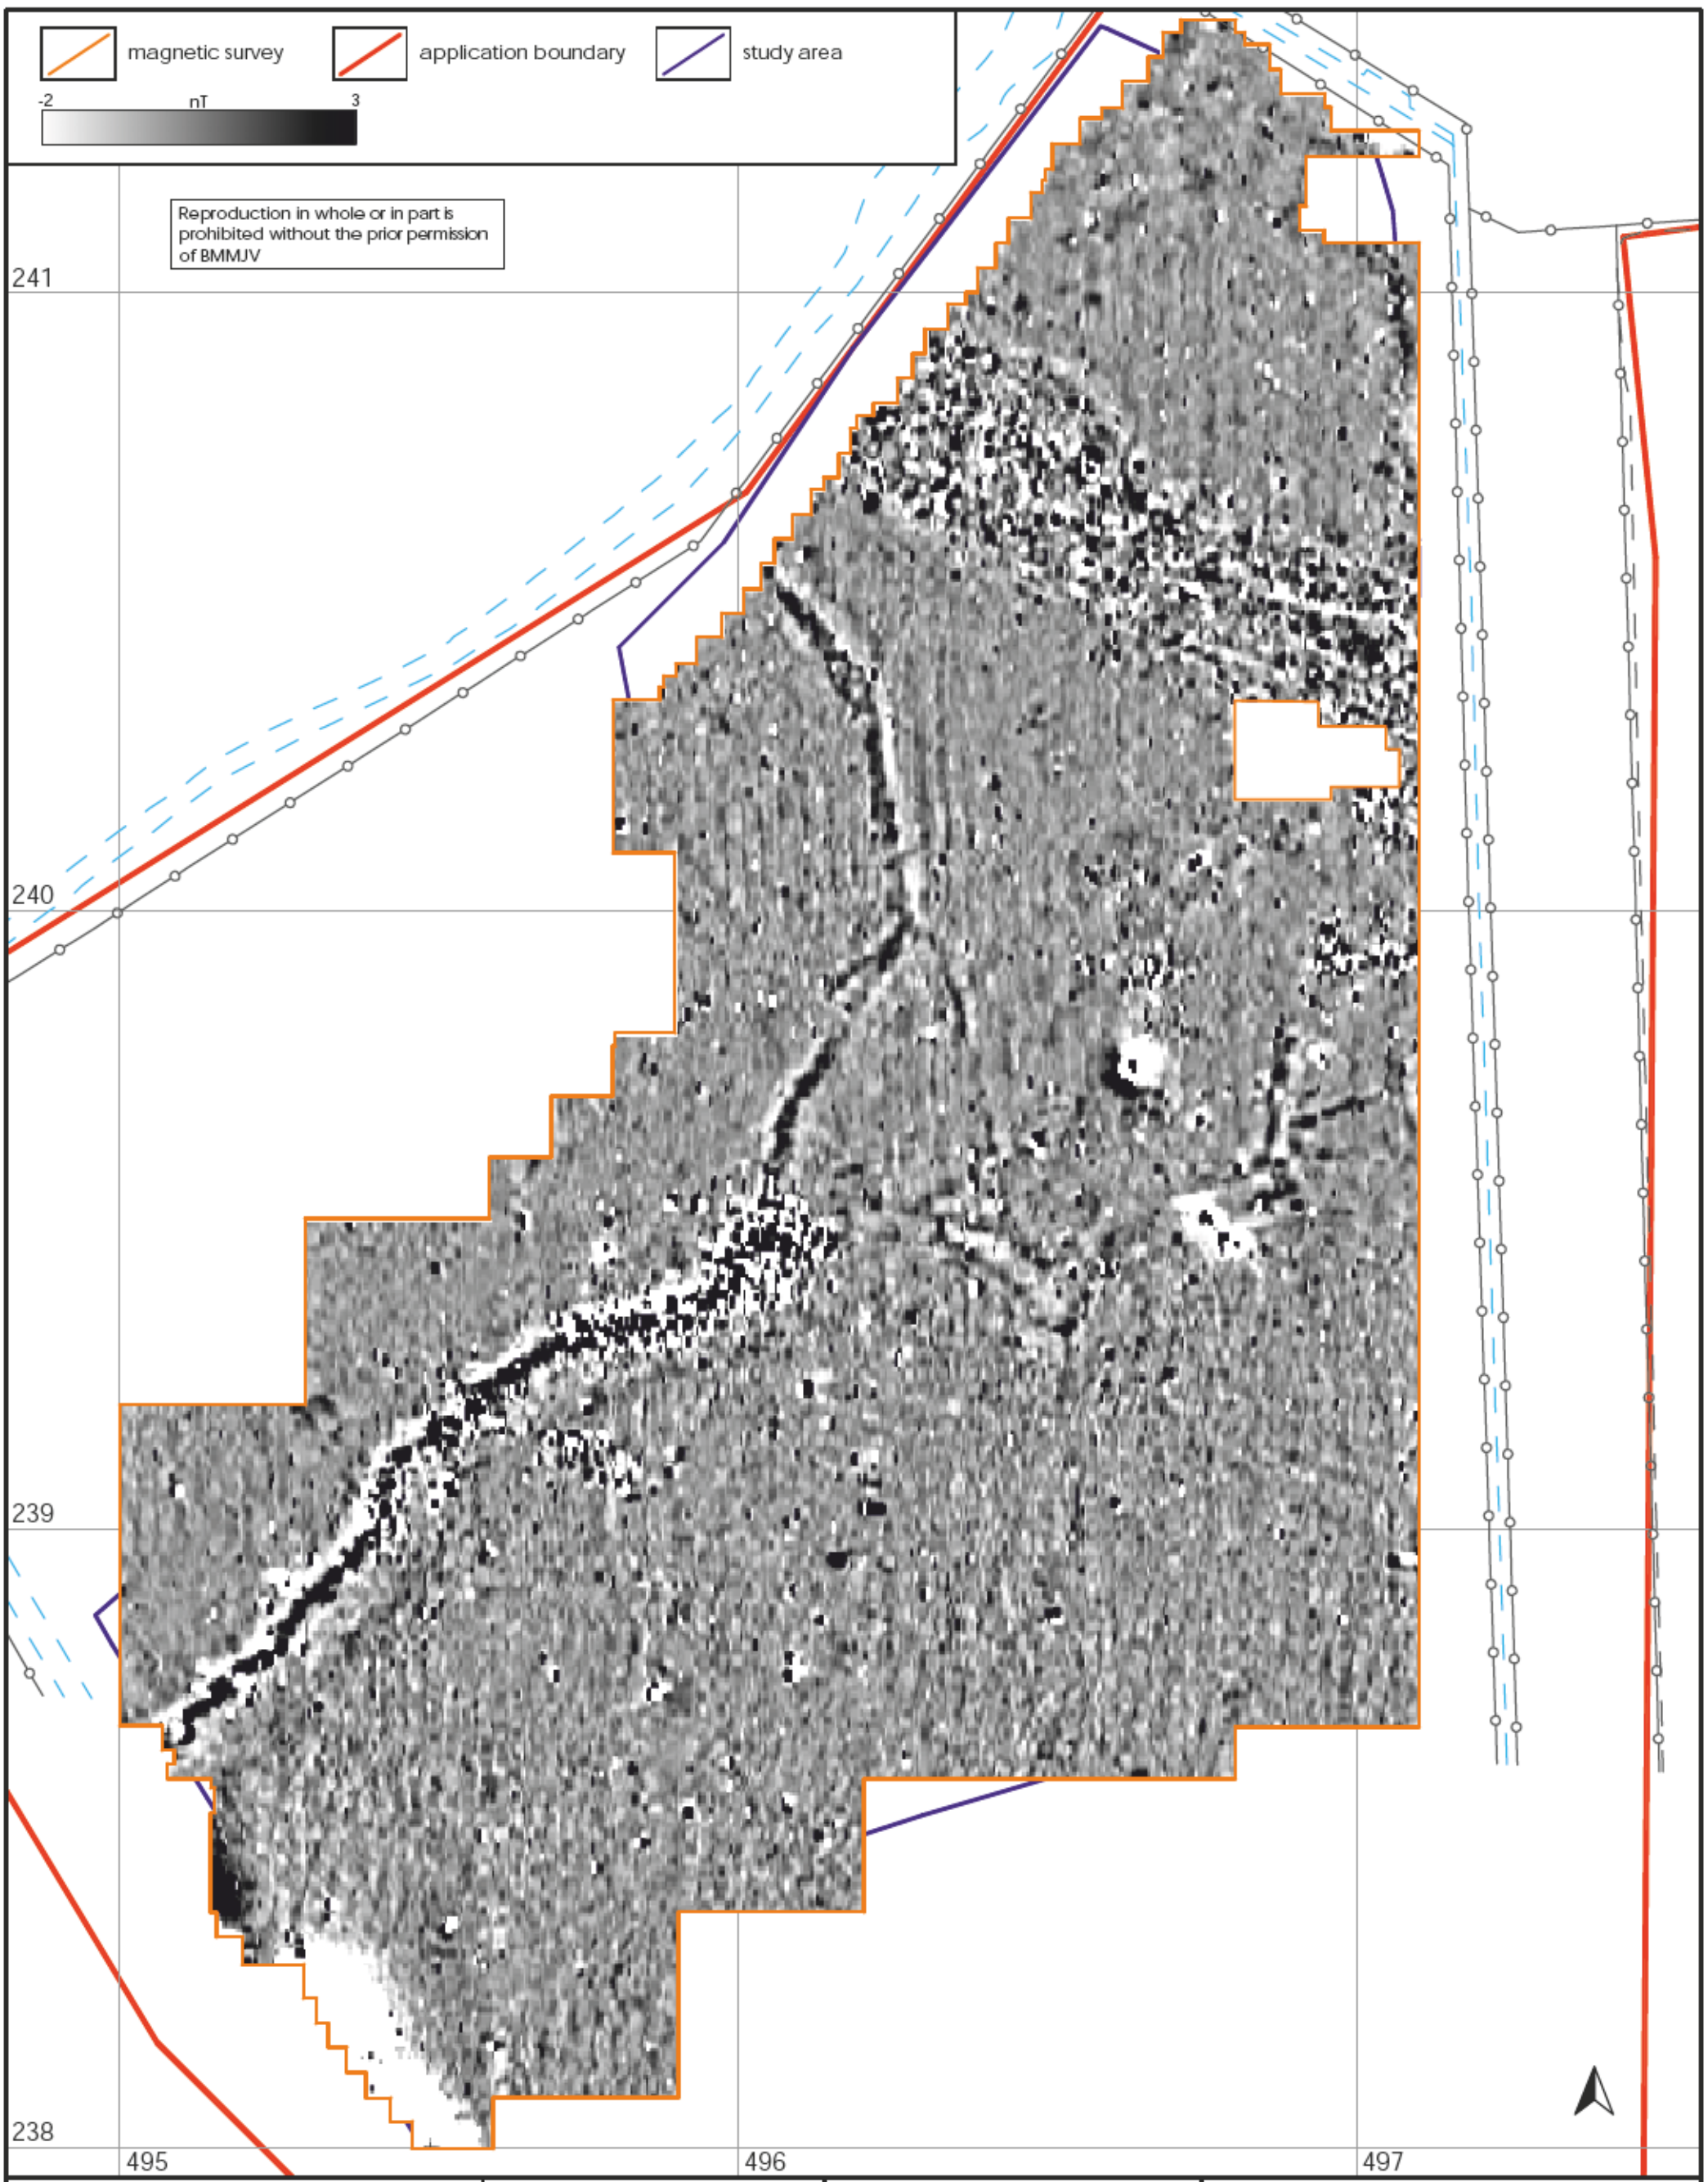 magnetic survey
application boundary
study area
-2
nT
3
Reproduction in whole or in part is
prohibited without the prior permission
of BMMJV
241
240
239
238
495
496
497